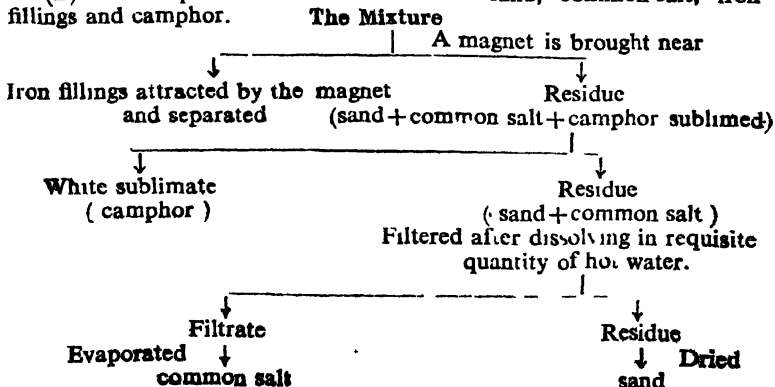 fillings and camphor. The Mixture
A magnet is brought near
Iron fillings attracted by the magnet
and separated
Residue
(sand+common salt+camphor sublimed)
White sublimate
( camphor )
Residue
( sand+common salt )
Filtered after dissolving in requisite
quantity of hot water.
Filtrate
Evaporated
common salt
Residue
Dried
sand